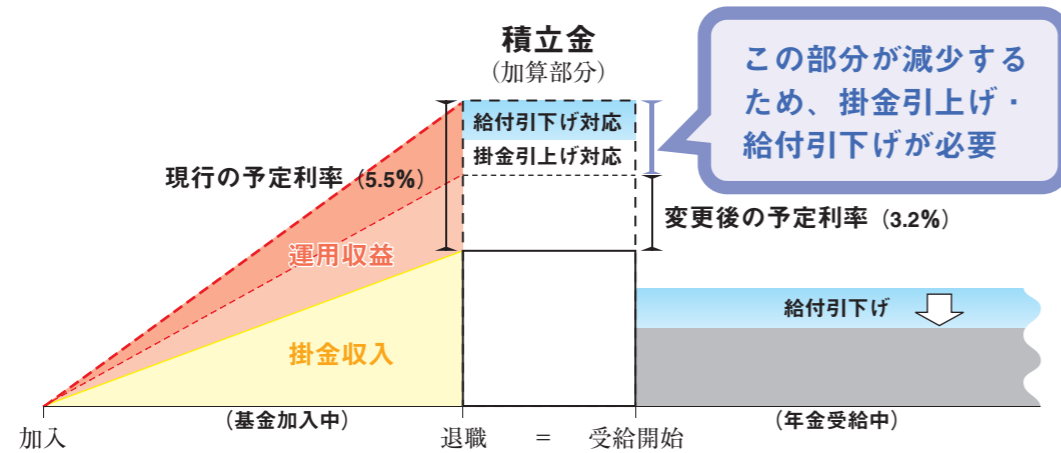 積立金
(加算部分)
この部分が減少する
ため、掛金引上げ・
給付引下げが必要
給付引下げ対応
掛金引上げ対応
現行の予定利率(5.5%)
変更後の予定利率(3.2%)
運用収益
給付引下げ
掛金収入
(基金加入中)
(年金受給中)
加入
退職 = 受給開始